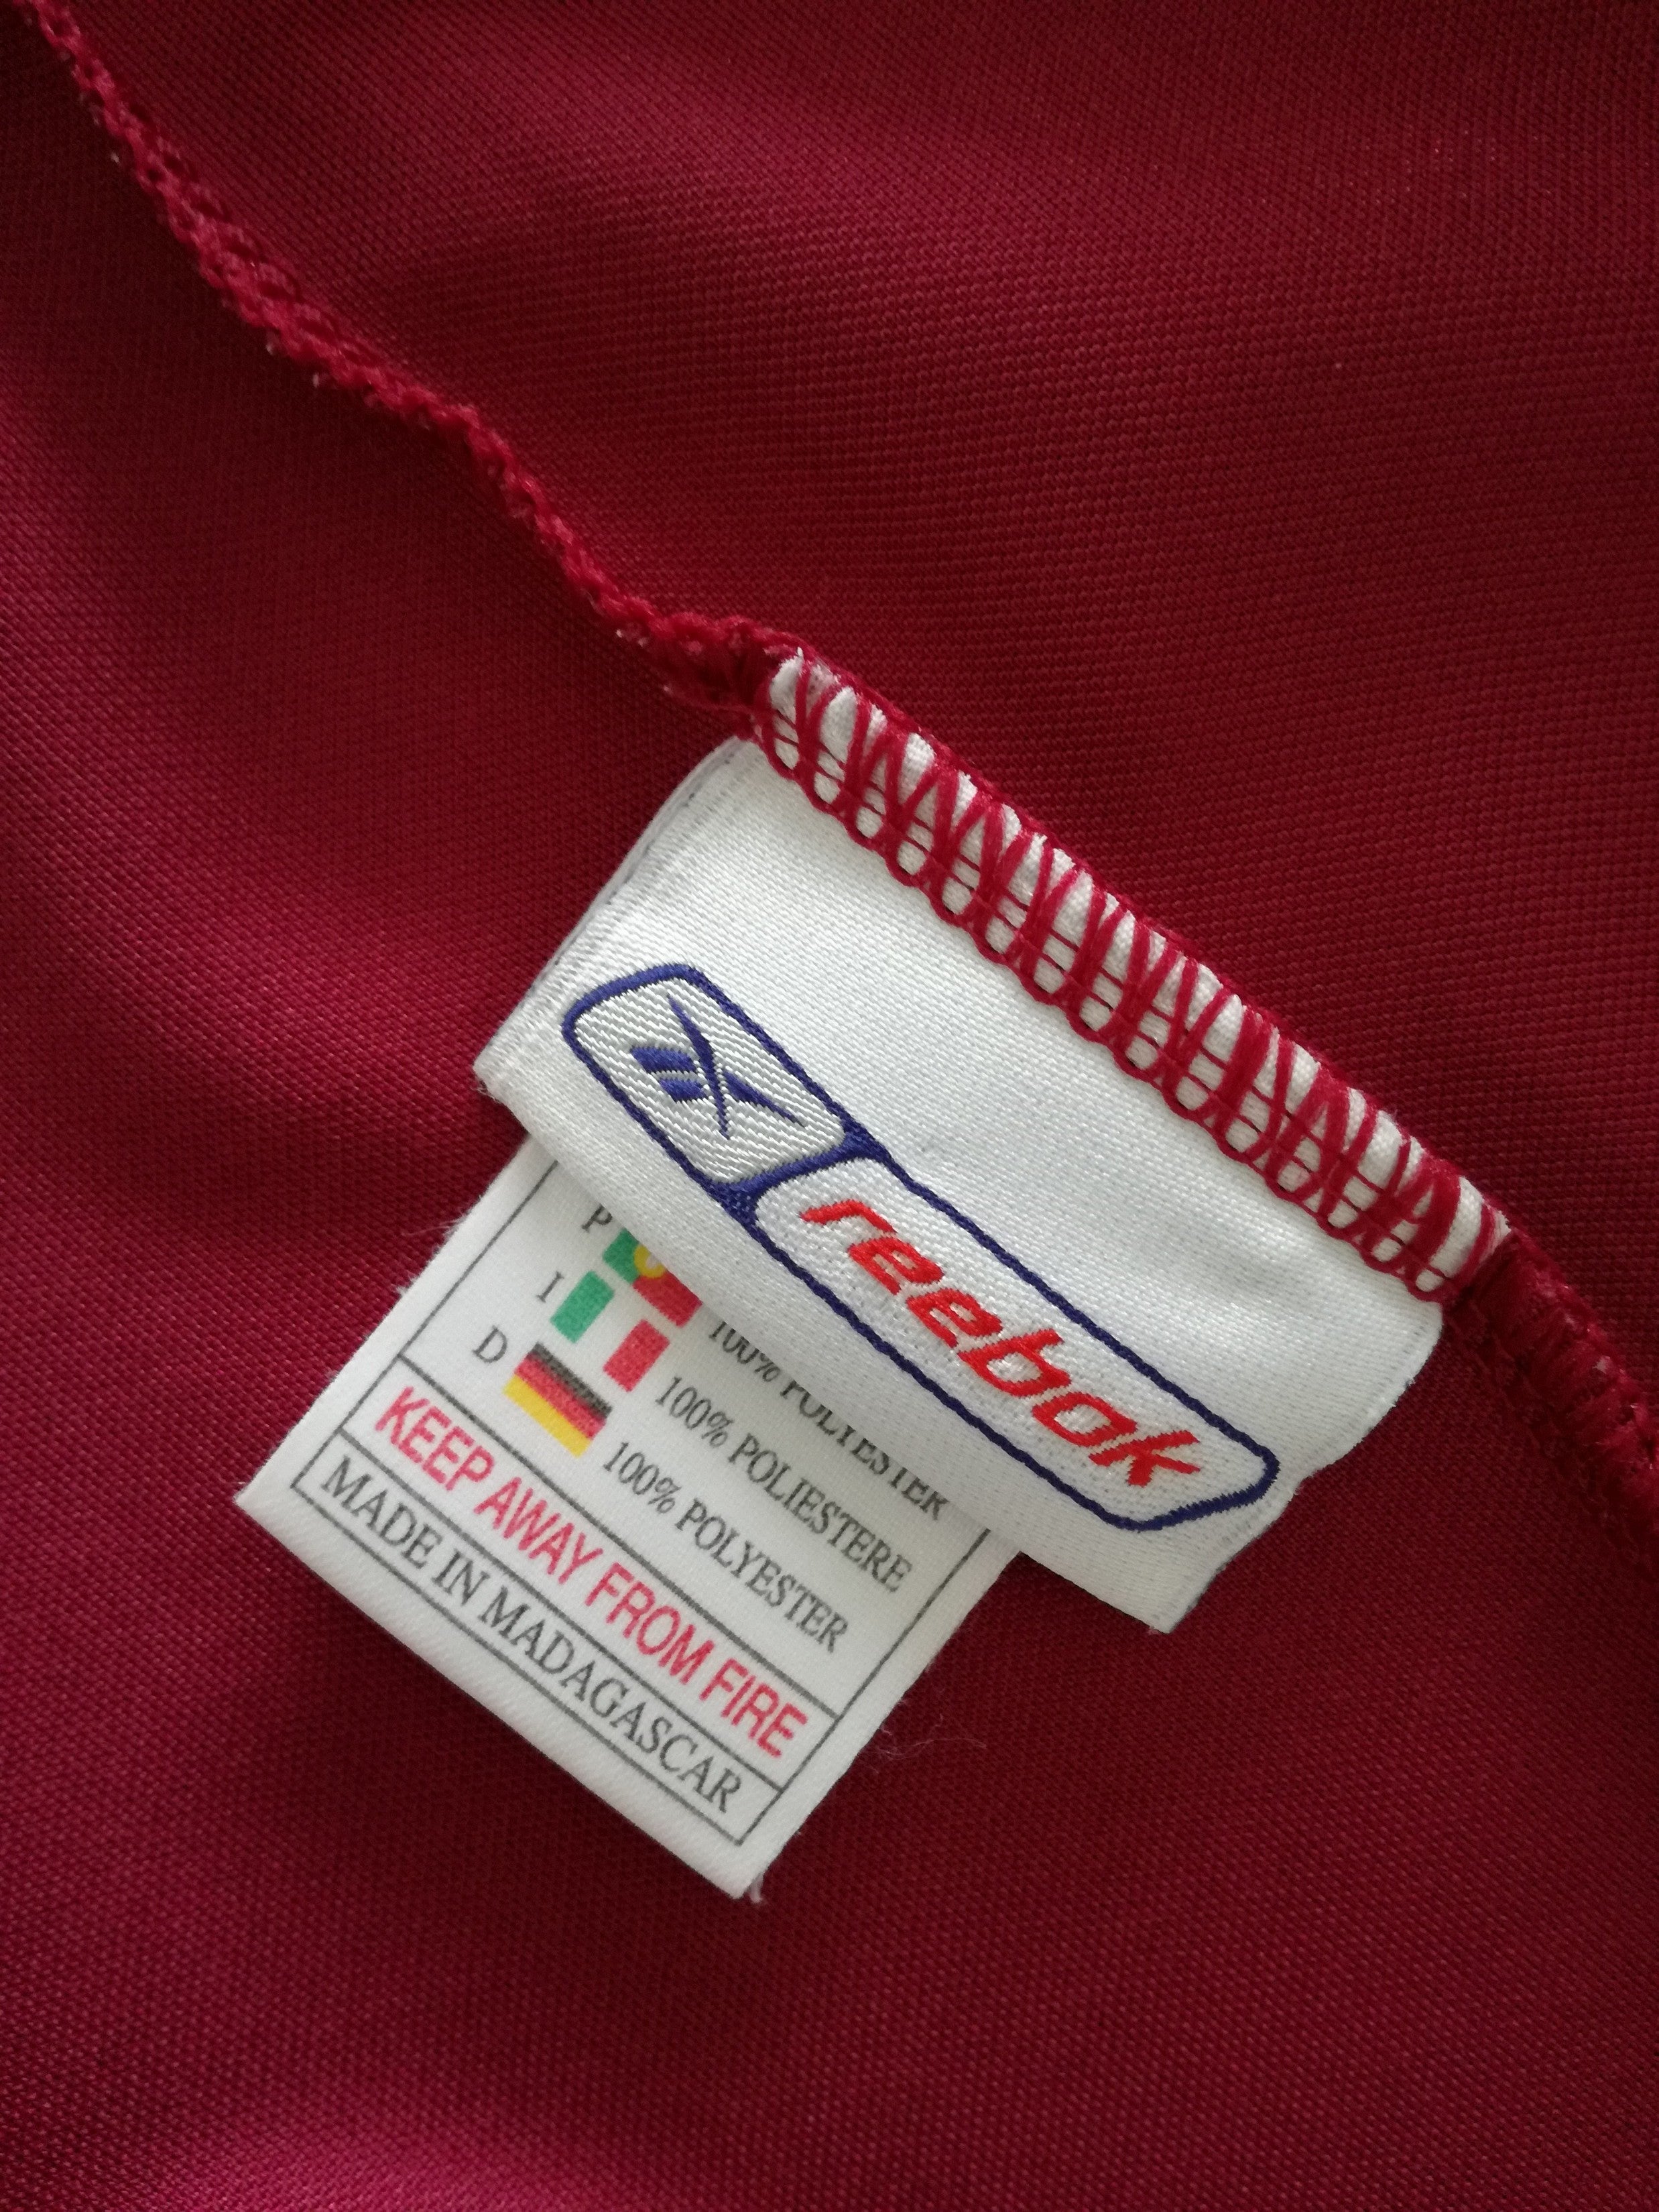 reebok
P 100% POLYESTER
I 100% POLIESTERE
D 100% POLYESTER
KEEP AWAY FROM FIRE
MADE IN MADAGASCAR